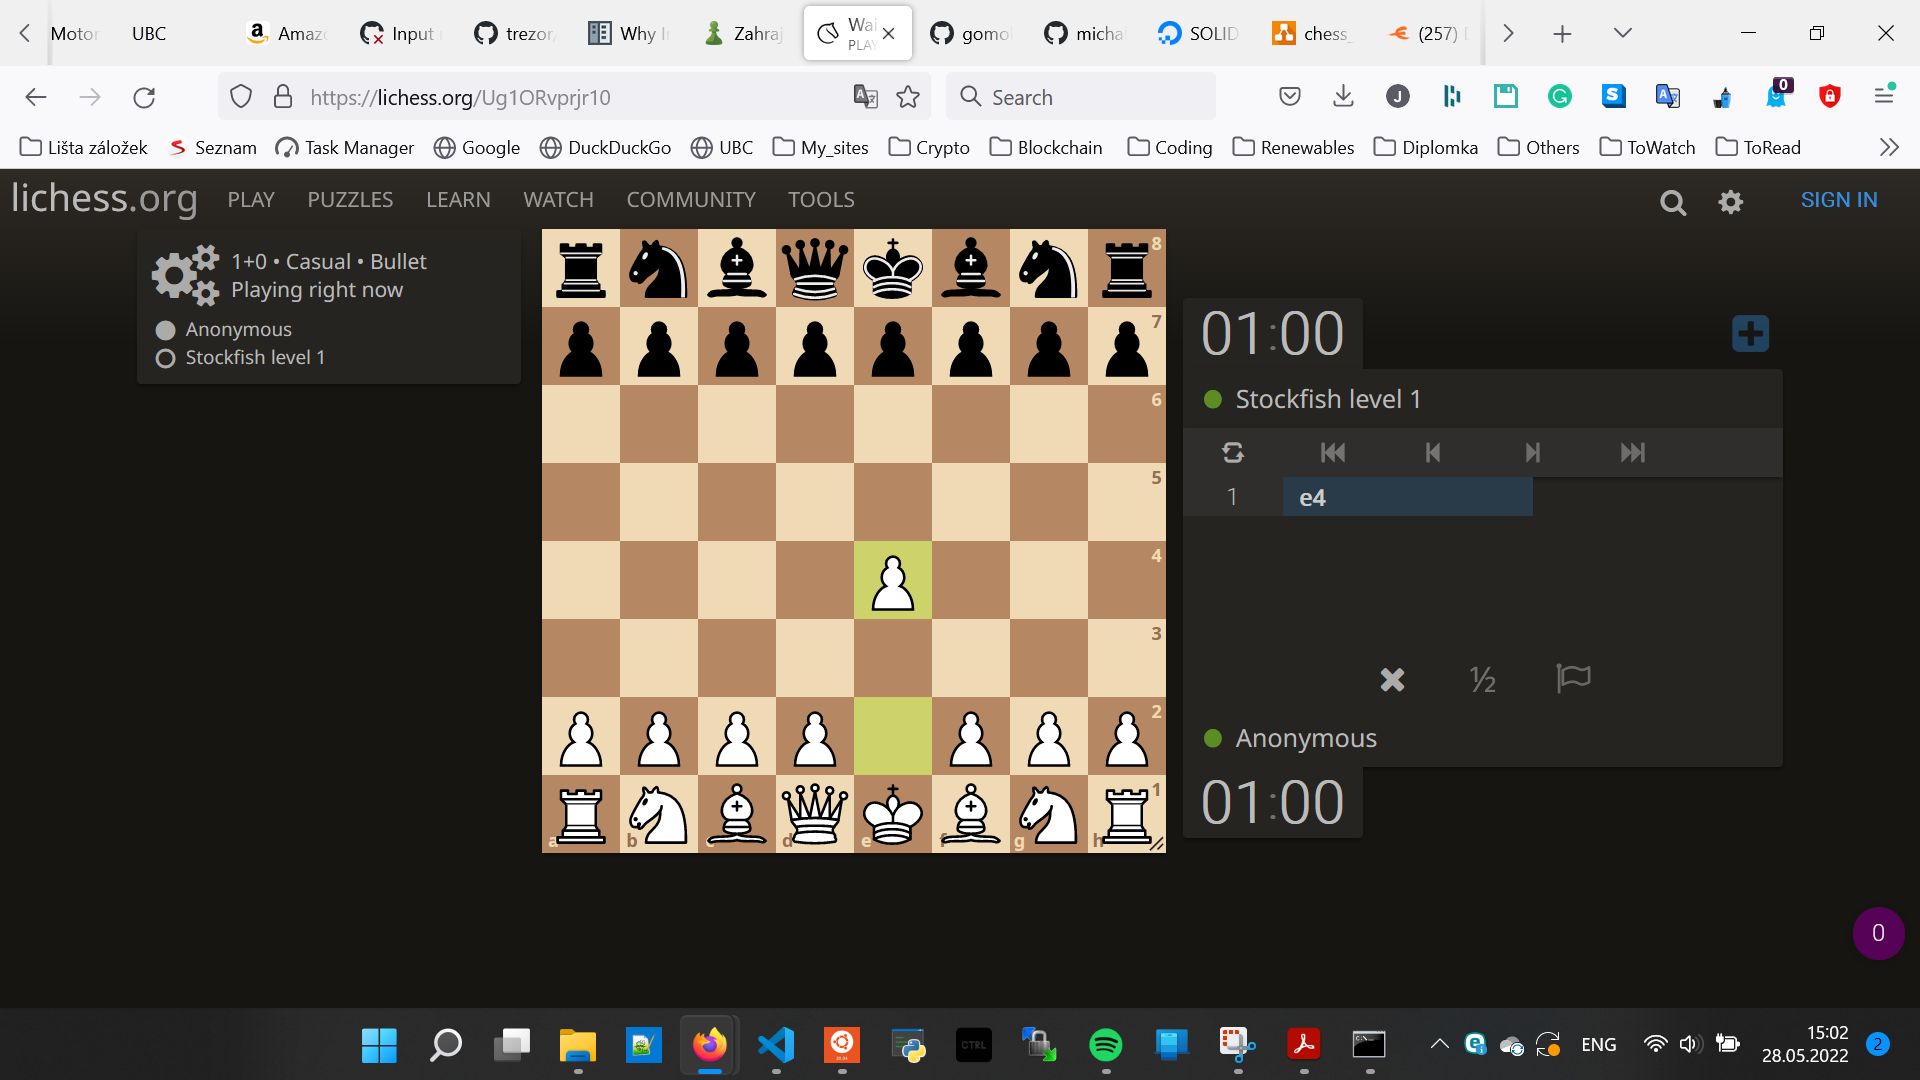 Motor UBC Amaz Input trezor, Why I Zahraj Wai gomo micha SOLID chess_ (257)
PLAY
https://lichess.org/Ug1ORvprjr10 Search J S 0
Lišta záložek Seznam Task Manager Google DuckDuckGo UBC My_sites Crypto Blockchain Coding Renewables Diplomka Others ToWatch ToRead
lichess.org PLAY PUZZLES LEARN WATCH COMMUNITY TOOLS SIGN IN
1+0 • Casual • Bullet
Playing right now
Anonymous
Stockfish level 1
8
7
6
5
4
3
2
1
a b c d e f g h
01:00
Stockfish level 1
1 e4
½
Anonymous
01:00
0
CTRL
ENG
15:02
28.05.2022
2